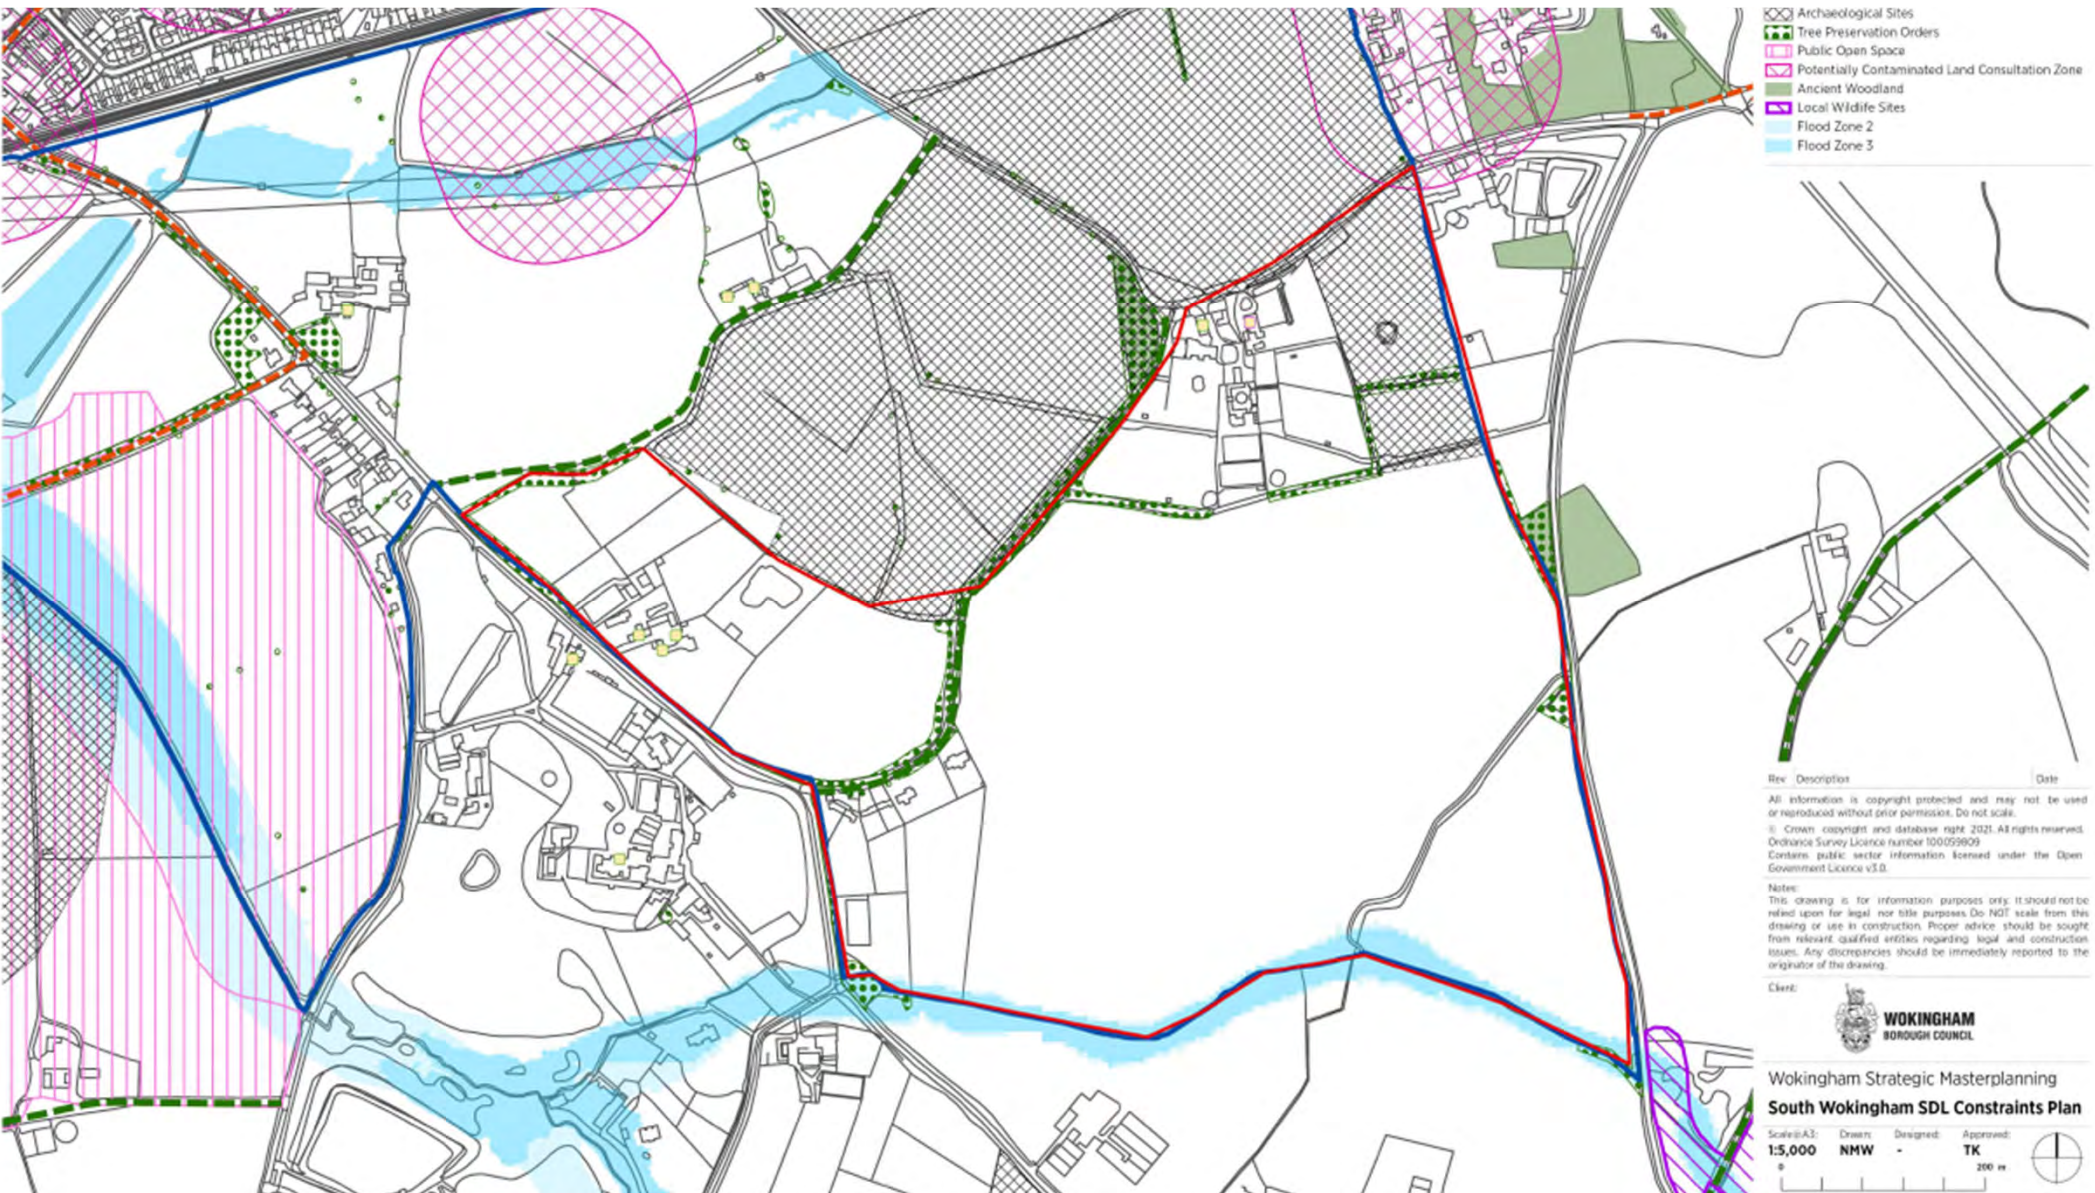 Archaeological Sites
Tree Preservation Orders
Public Open Space
Potentially Contaminated Land Consultation Zone
Ancient Woodland
Local Wildlife Sites
Flood Zone 2
Flood Zone 3
Rev Description Date
All information is copyright protected and may not be used
or reproduced without prior permission. Do not scale.
© Crown copyright and database right 2021. All rights reserved.
Ordnance Survey Licence number 100059809
Contains public sector information licensed under the Open
Government Licence v3.0.
Notes:
This drawing is for information purposes only. It should not be
relied upon for legal nor title purposes. Do NOT scale from this
drawing or use in construction. Proper advice should be sought
from relevant qualified entities regarding legal and construction
issues. Any discrepancies should be immediately reported to the
originator of the drawing.
Client:
WOKINGHAM
BOROUGH COUNCIL
Wokingham Strategic Masterplanning
South Wokingham SDL Constraints Plan
Scale@A3: Drawn: Designed: Approved:
1:5,000 NMW - TK
0 200 m